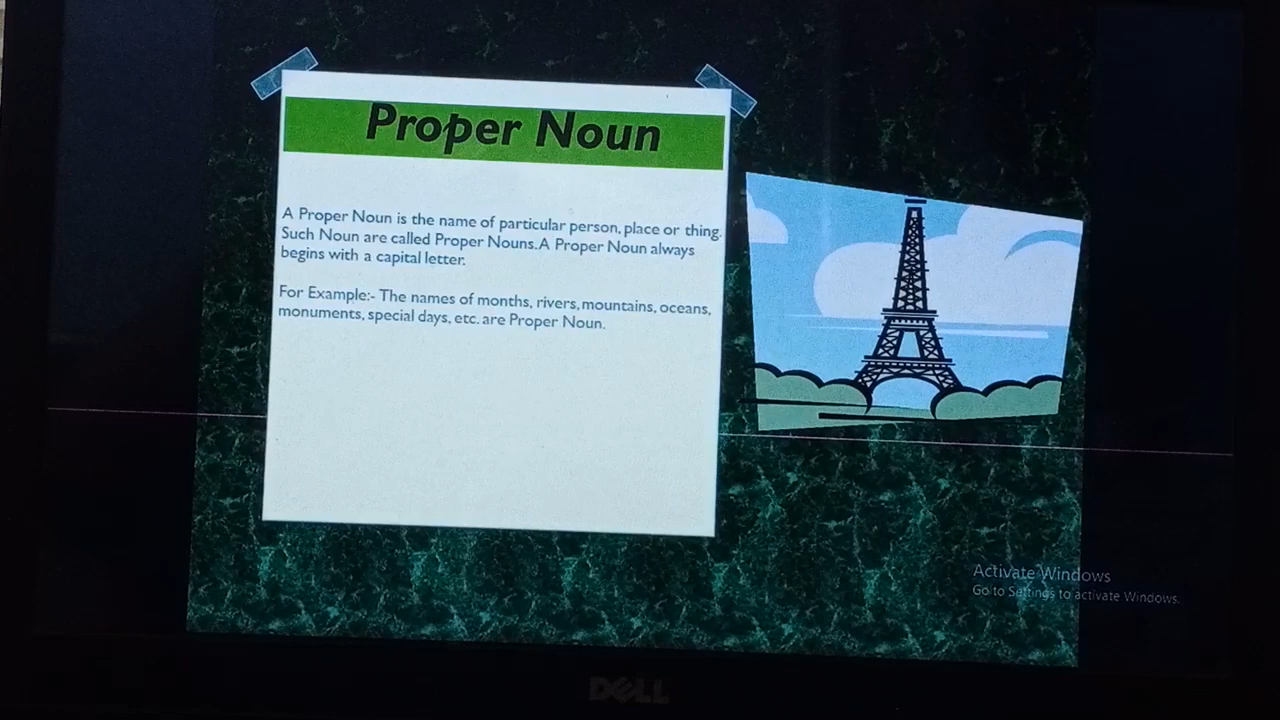 Proper Noun
A Proper Noun is the name of particular person, place or thing.
Such Noun are called Proper Nouns. A Proper Noun always
begins with a capital letter.
For Example:- The names of months, rivers, mountains, oceans,
monuments, special days, etc. are Proper Noun.
Activate Windows
Go to Settings to activate Windows.
DELL